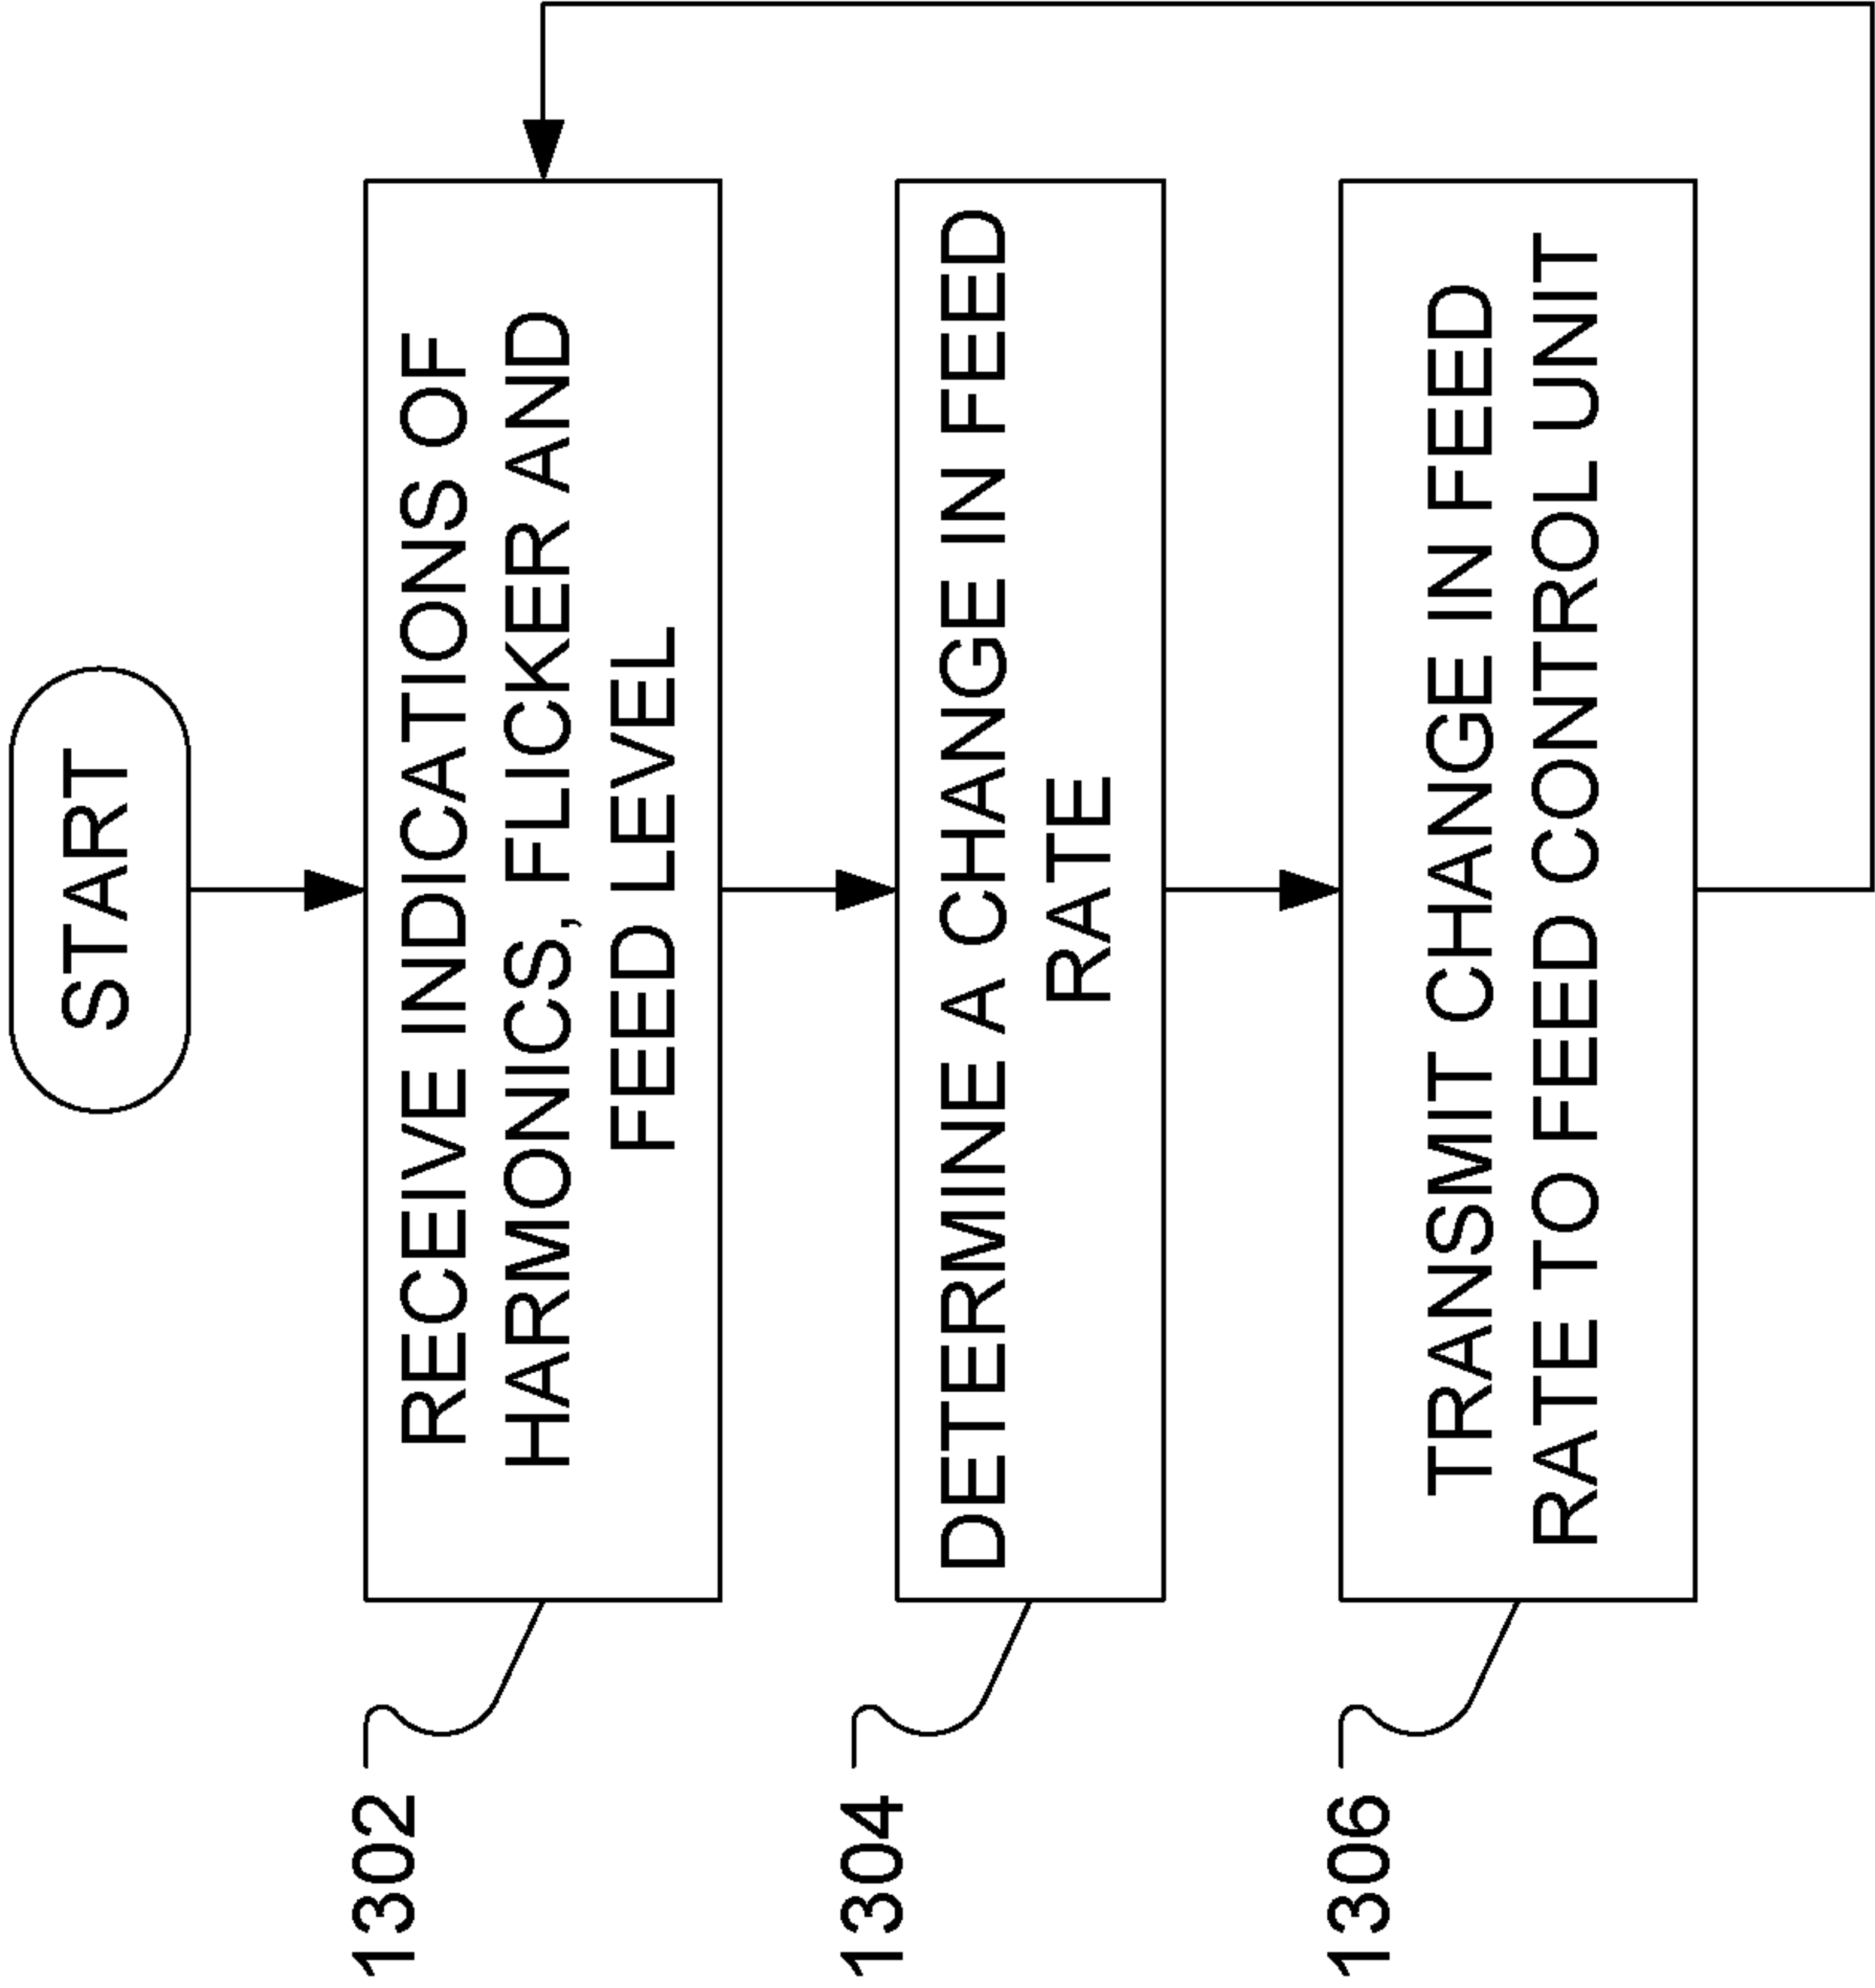 START
1302
RECEIVE INDICATIONS OF
HARMONICS, FLICKER AND
FEED LEVEL
1304
DETERMINE A CHANGE IN FEED
RATE
1306
TRANSMIT CHANGE IN FEED
RATE TO FEED CONTROL UNIT